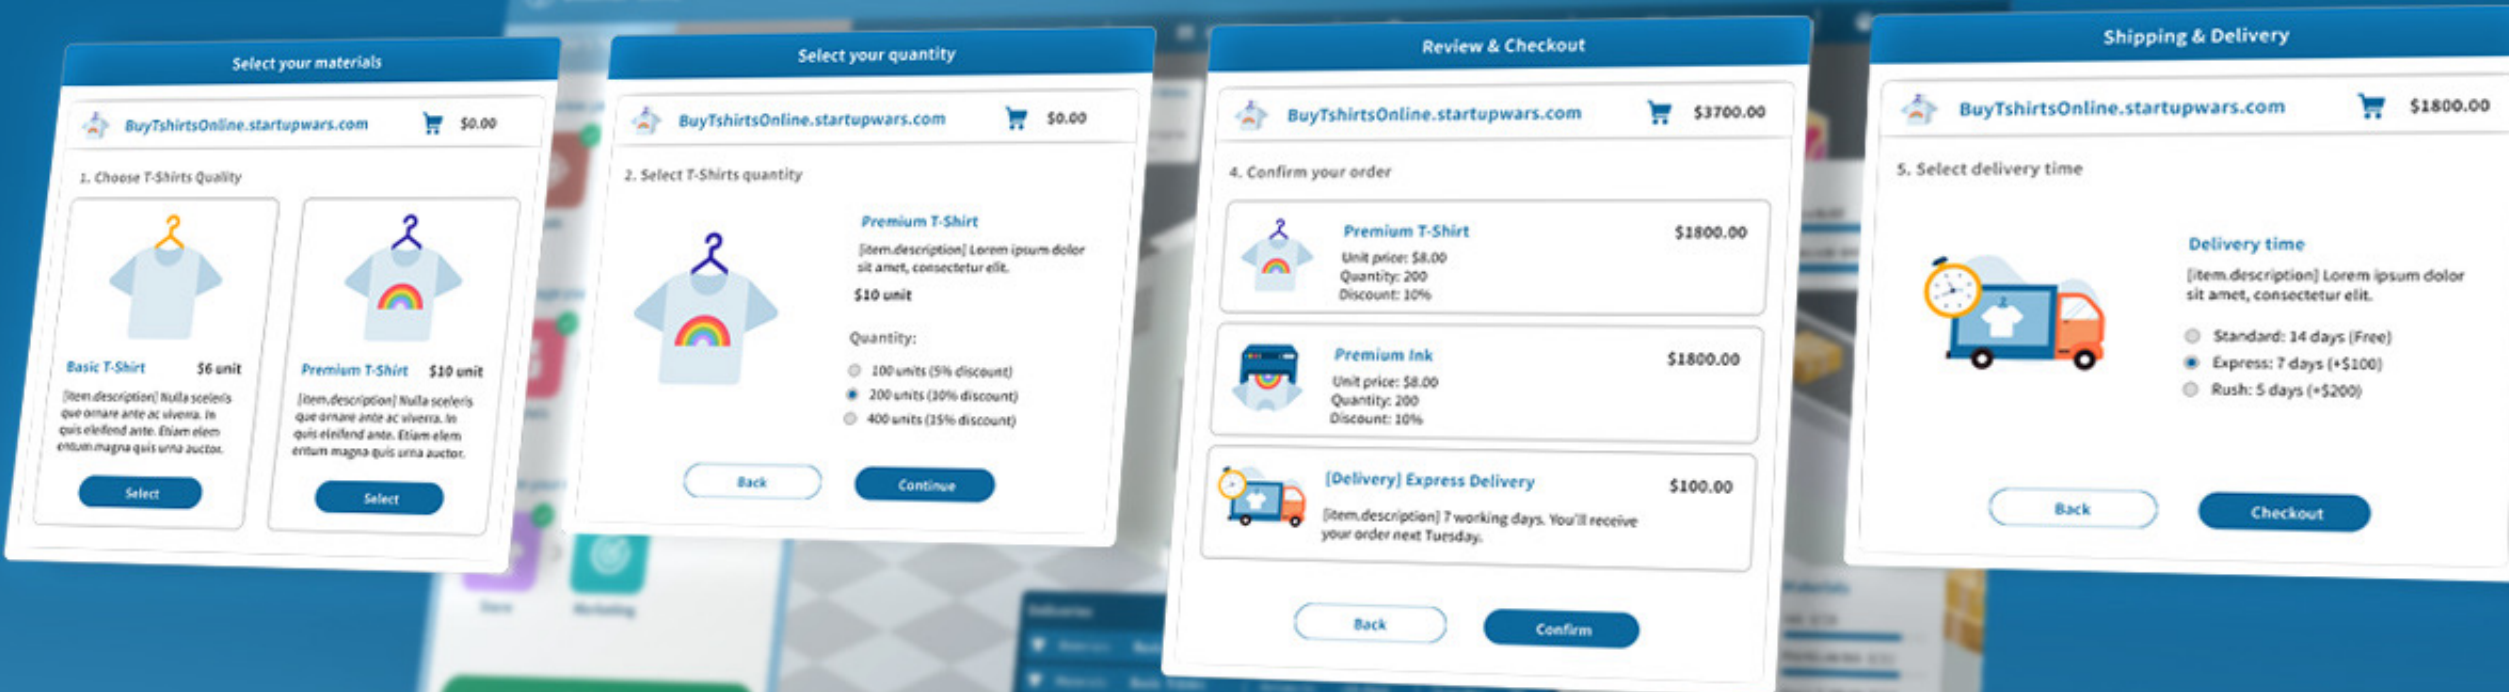 Select your materials
BuyTshirtsOnline.startupwars.com $0.00
1. Choose T-Shirts Quality
Basic T-Shirt $6 unit
[item.description] Nulla sceleris
que ornare ante ac viverra. In
quis eleifend ante. Etiam elem
entum magna quis urna auctor.
Select
Premium T-Shirt $10 unit
[item.description] Nulla sceleris
que ornare ante ac viverra. In
quis eleifend ante. Etiam elem
entum magna quis urna auctor.
Select
Select your quantity
BuyTshirtsOnline.startupwars.com $0.00
2. Select T-Shirts quantity
Premium T-Shirt
[item.description] Lorem ipsum dolor
sit amet, consectetur elit.
$10 unit
Quantity:
100 units (5% discount)
200 units (10% discount)
400 units (15% discount)
Back
Continue
Review & Checkout
BuyTshirtsOnline.startupwars.com $3700.00
4. Confirm your order
Premium T-Shirt $1800.00
Unit price: $8.00
Quantity: 200
Discount: 10%
Premium Ink $1800.00
Unit price: $8.00
Quantity: 200
Discount: 10%
[Delivery] Express Delivery $100.00
[item.description] 7 working days. You'll receive
your order next Tuesday.
Back
Confirm
Shipping & Delivery
BuyTshirtsOnline.startupwars.com $1800.00
5. Select delivery time
Delivery time
[item.description] Lorem ipsum dolor
sit amet, consectetur elit.
Standard: 14 days (Free)
Express: 7 days (+$100)
Rush: 5 days (+$200)
Back
Checkout
Store
Marketing
Deliveries